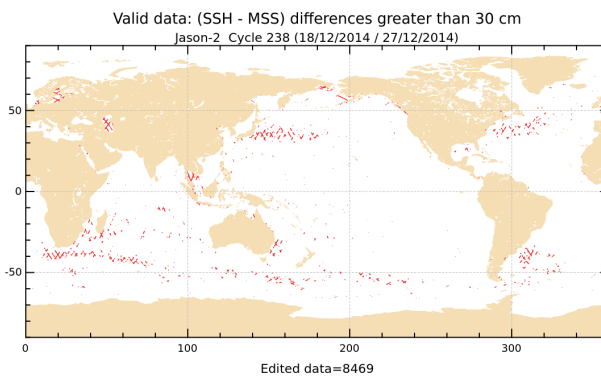 Valid data: (SSH - MSS) differences greater than 30 cm
Jason-2 Cycle 238 (18/12/2014 / 27/12/2014)
50
0
-50
0 100 200 300
Edited data=8469